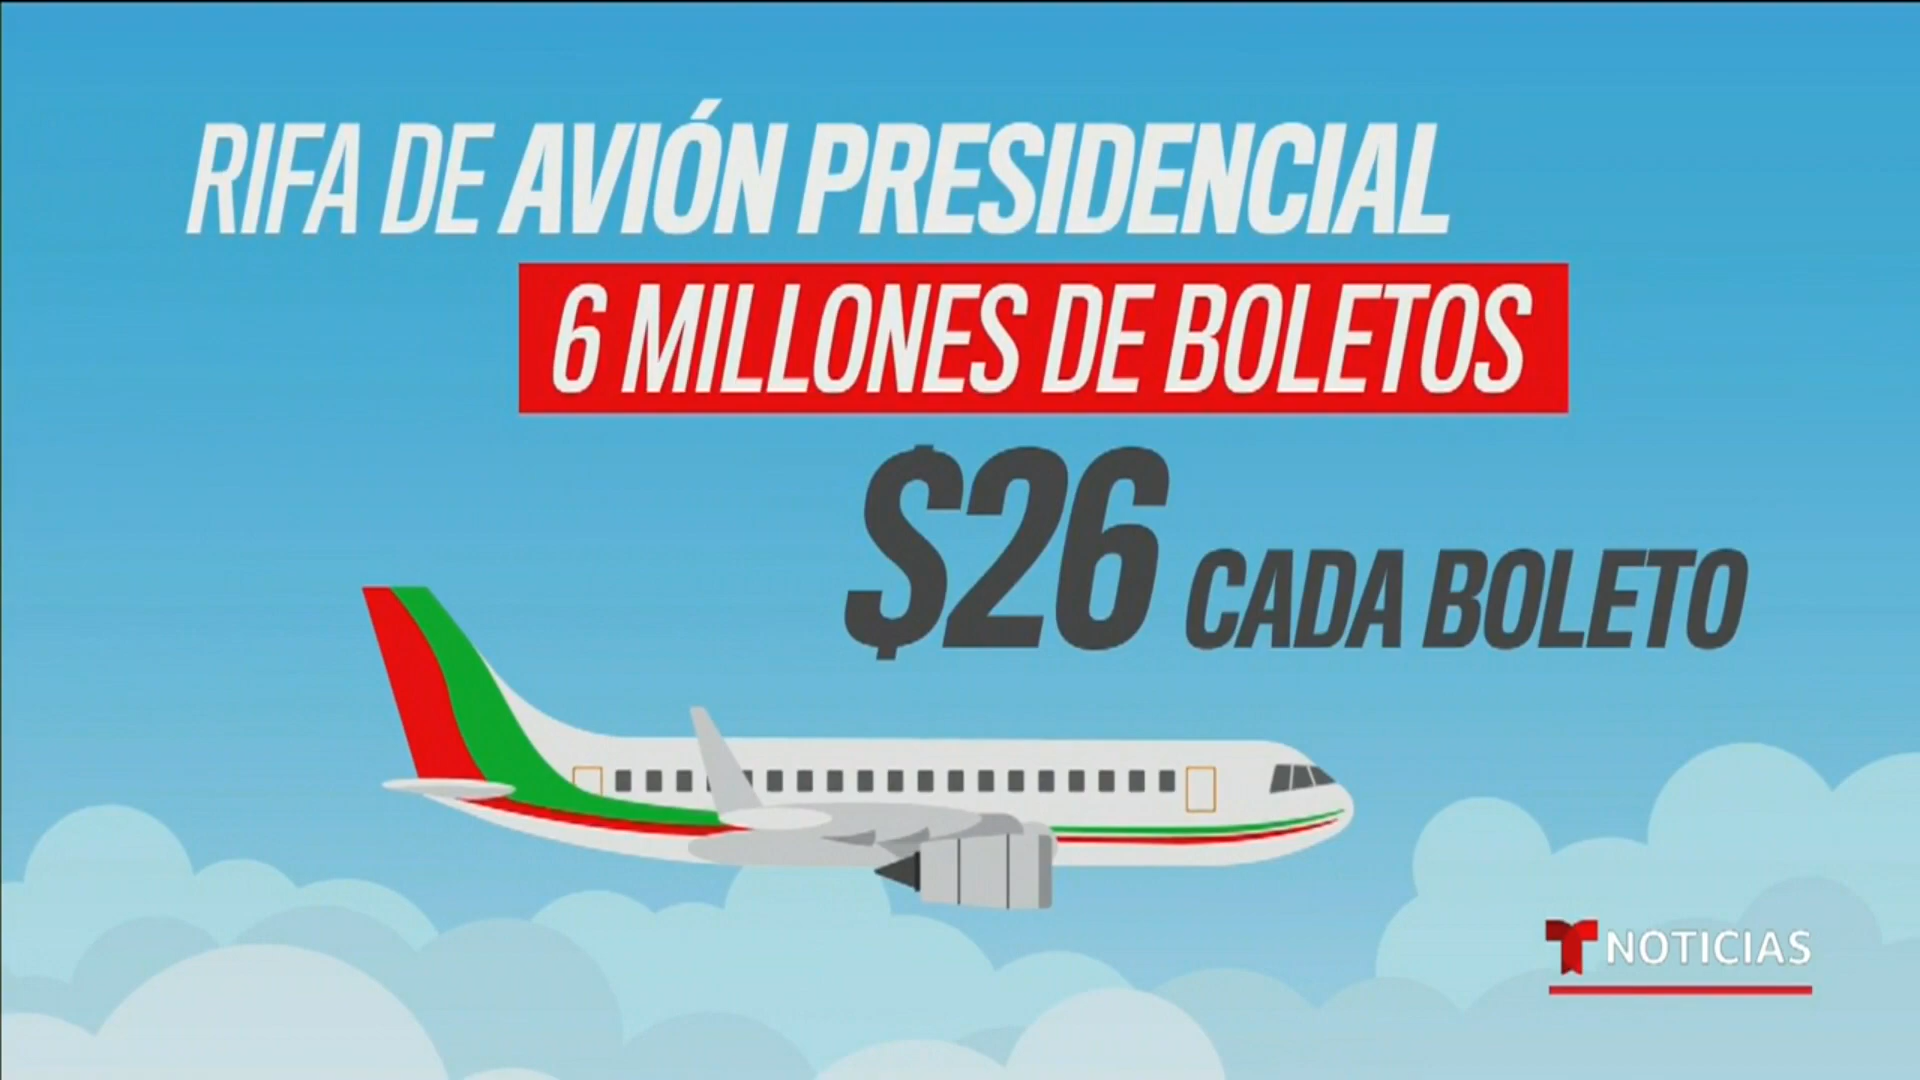 RIFA DE AVIÓN PRESIDENCIAL
6 MILLONES DE BOLETOS
$26 CADA BOLETO
NOTICIAS